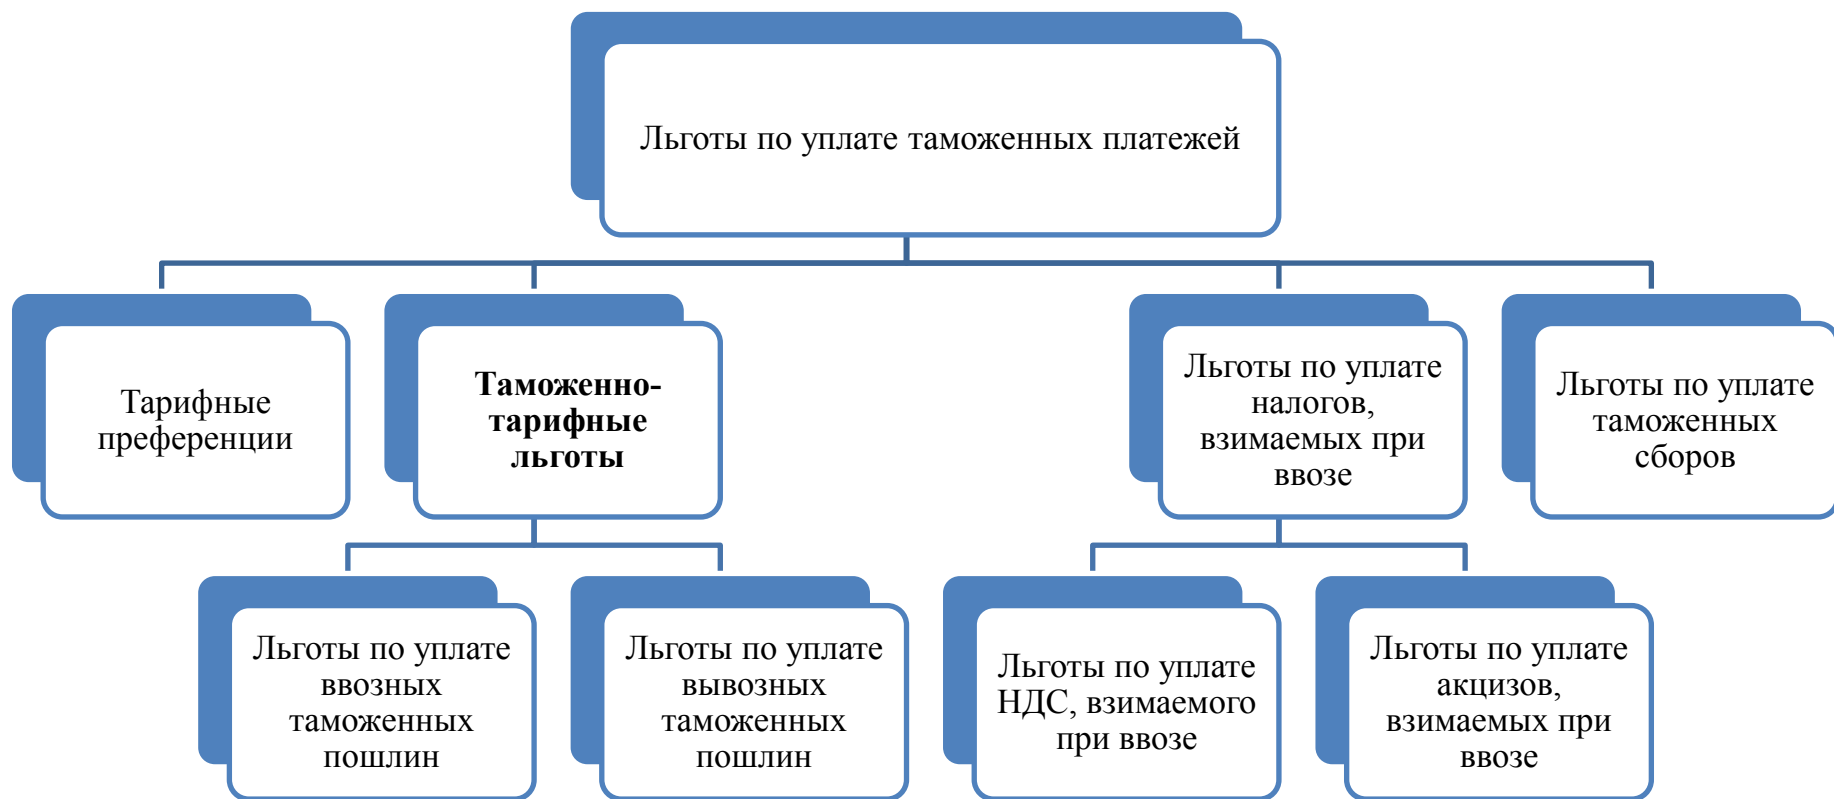 Льготы по уплате таможенных платежей
Тарифные
преференции
Таможенно-
тарифные
льготы
Льготы по уплате
налогов,
взимаемых при
ввозе
Льготы по уплате
таможенных
сборов
Льготы по уплате
ввозных
таможенных
пошлин
Льготы по уплате
вывозных
таможенных
пошлин
Льготы по уплате
НДС, взимаемого
при ввозе
Льготы по уплате
акцизов,
взимаемых при
ввозе